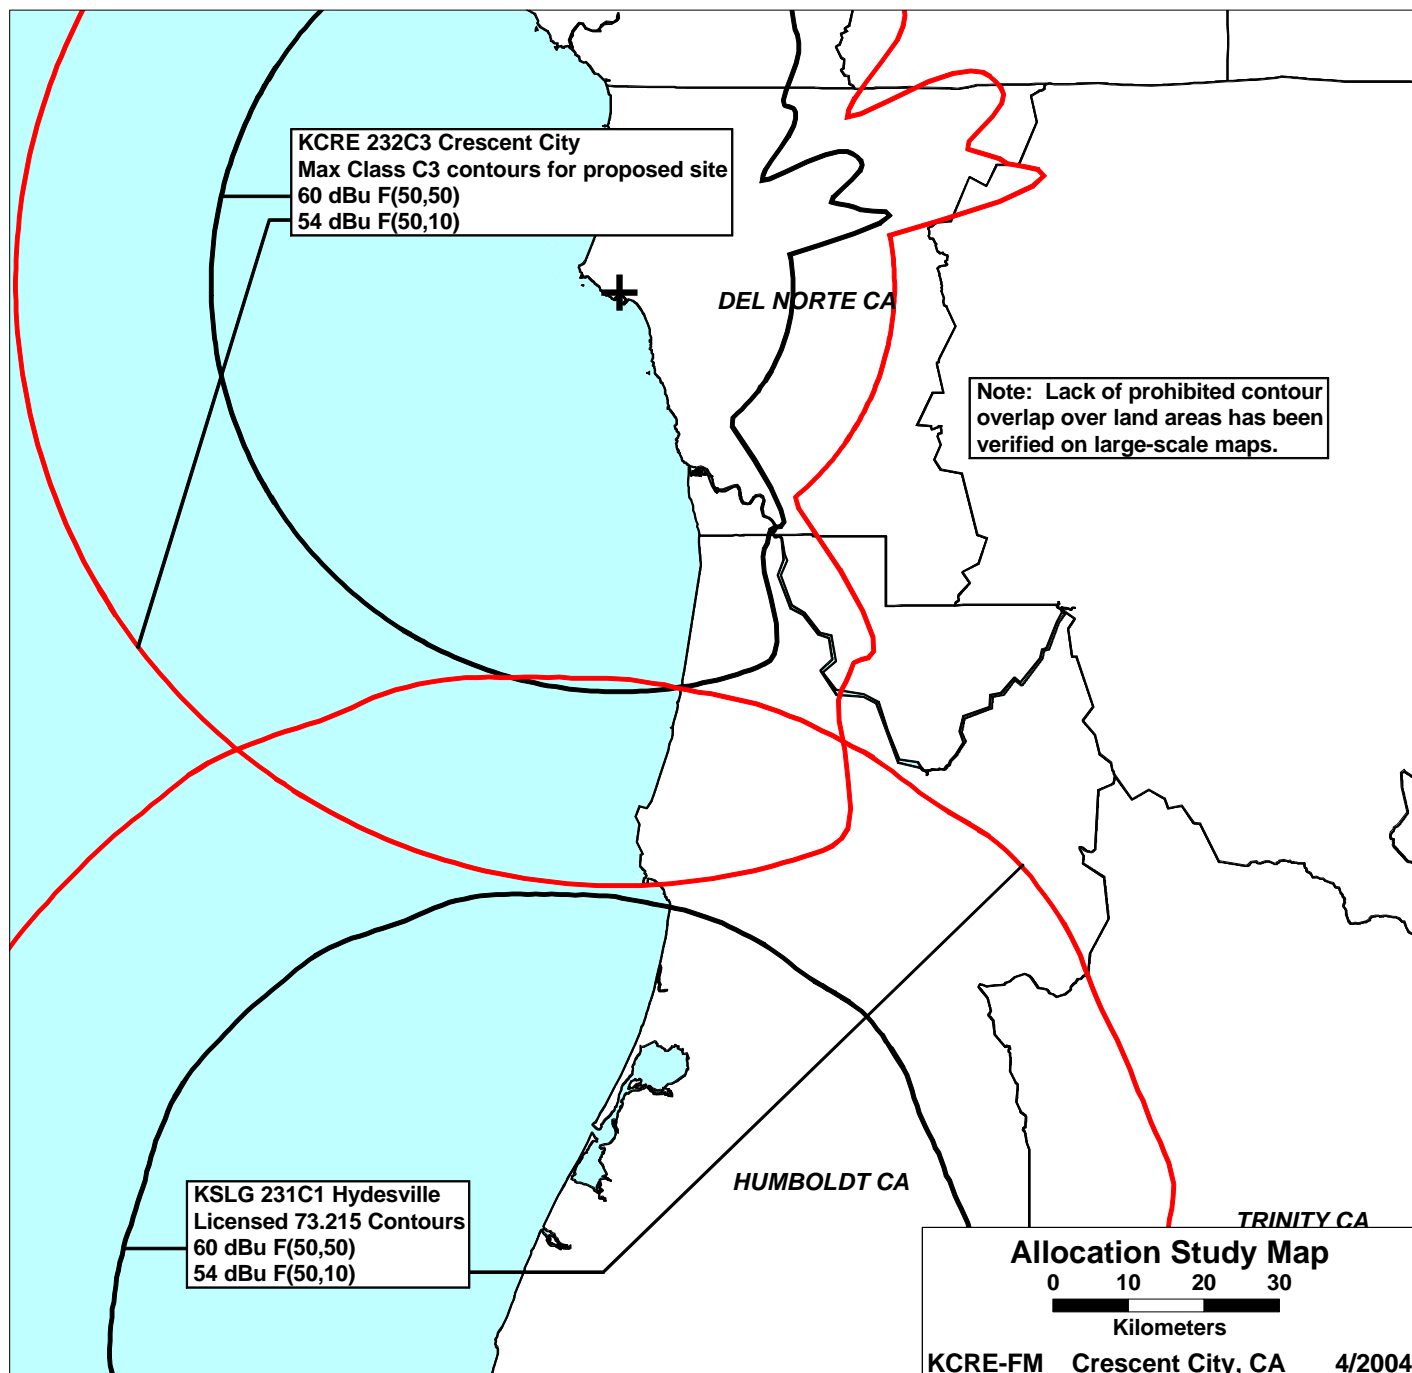 KCRE 232C3 Crescent City
Max Class C3 contours for proposed site
60 dBu F(50,50)
54 dBu F(50,10)
DEL NORTE CA
Note:  Lack of prohibited contour
overlap over land areas has been
verified on large-scale maps.
KSLG 231C1 Hydesville
Licensed 73.215 Contours
60 dBu F(50,50)
54 dBu F(50,10)
HUMBOLDT CA
TRINITY CA
Allocation Study Map
0 10 20 30
Kilometers
KCRE-FM Crescent City, CA 4/2004